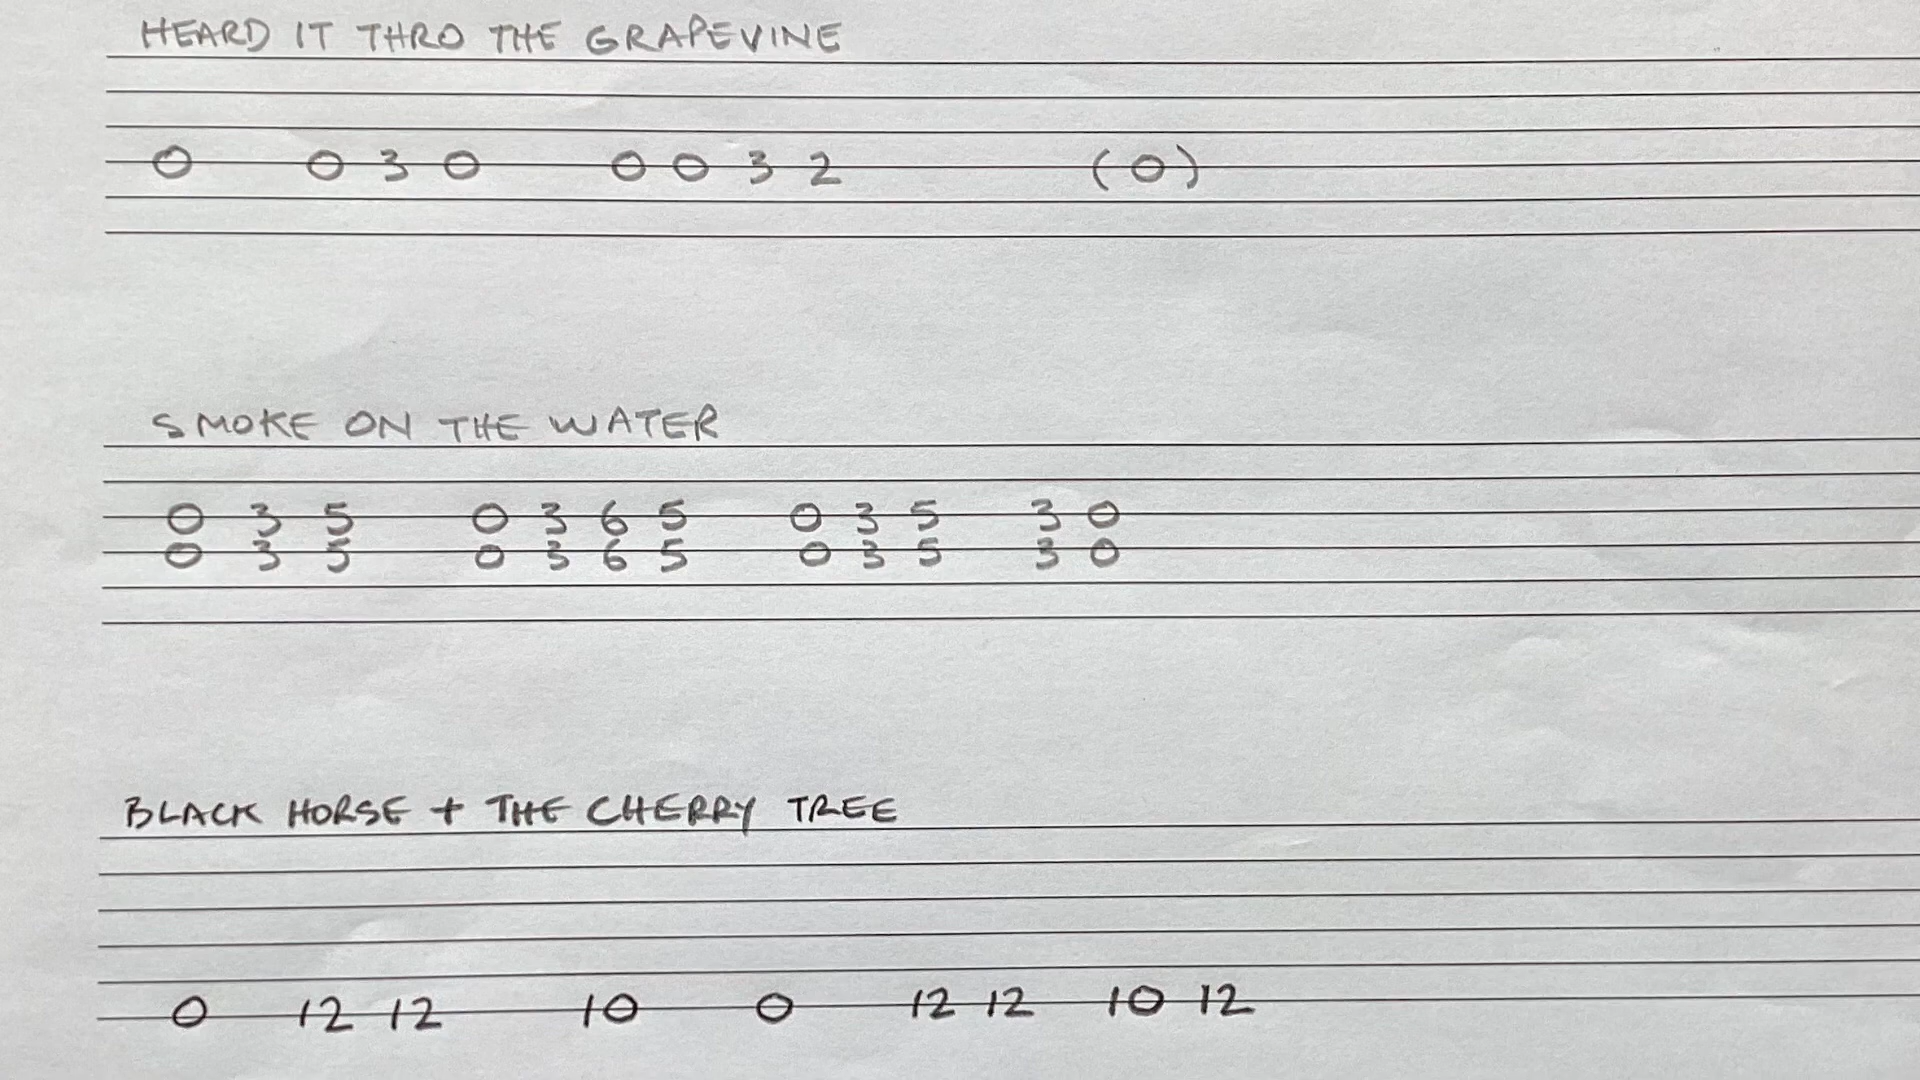 HEARD IT THRO THE GRAPEVINE
0 0 3 0 0 0 3 2 (0)
SMOKE ON THE WATER
0 3 5 0 3 6 5 0 3 5 3 0
0 3 5 0 3 6 5 0 3 5 3 0
BLACK HORSE + THE CHERRY TREE
0 12 12 10 0 12 12 10 12